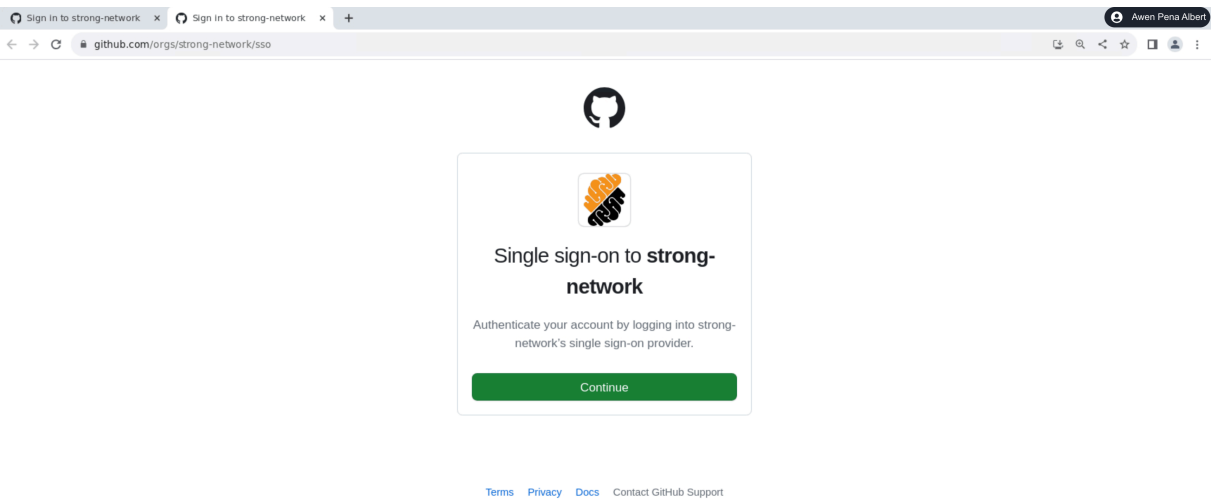 Sign in to strong-network
Sign in to strong-network
Awen Pena Albert
github.com/orgs/strong-network/sso
Single sign-on to strong-
network
Authenticate your account by logging into strong-
network's single sign-on provider.
Continue
Terms Privacy Docs Contact GitHub Support